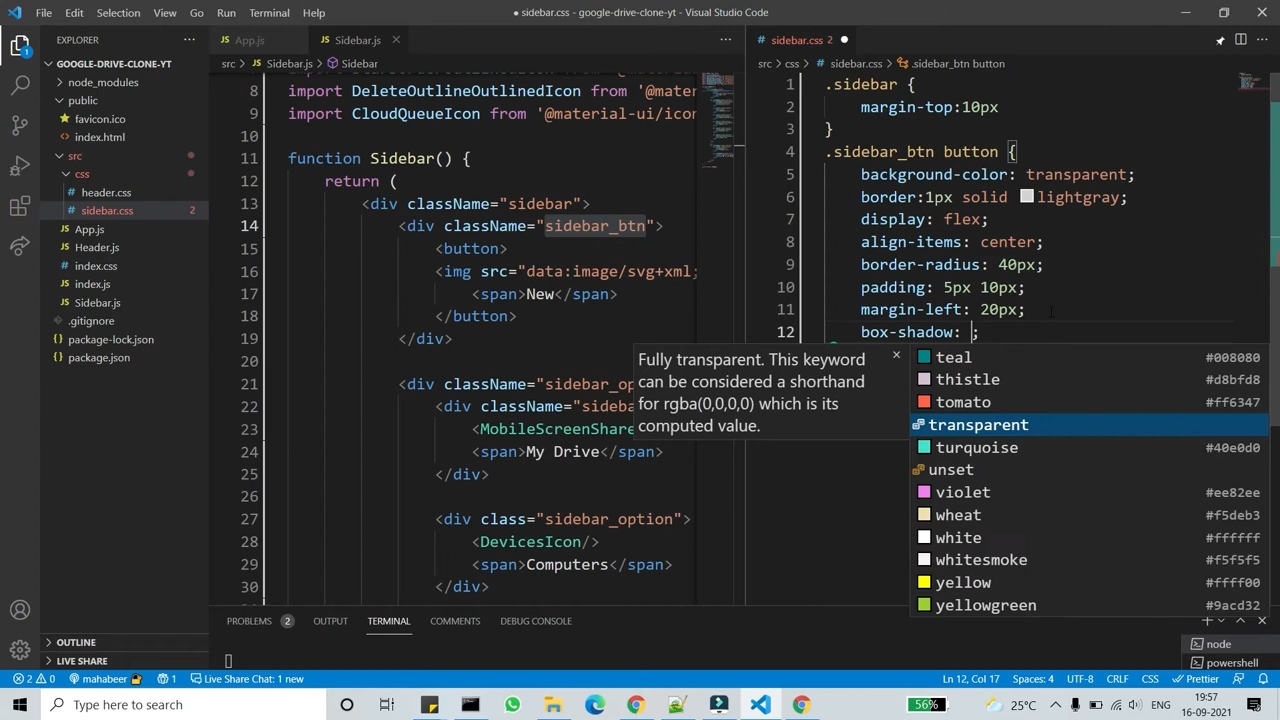 File Edit Selection View Go Run Terminal Help
● sidebar.css - google-drive-clone-yt - Visual Studio Code
EXPLORER
GOOGLE-DRIVE-CLONE-YT
node_modules
public
favicon.ico
index.html
src
css
header.css
sidebar.css 2
App.js
Header.js
index.css
index.js
Sidebar.js
.gitignore
package-lock.json
package.json
OUTLINE
LIVE SHARE
App.js Sidebar.js
src > Sidebar.js > Sidebar
8 import DeleteOutlineOutlinedIcon from '@mater
9 import CloudQueueIcon from '@material-ui/icon
10
11 function Sidebar() {
12 return (
13 <div className="sidebar">
14 <div className="sidebar_btn">
15 <button>
16 <img src="data:image/svg+xml;
17 <span>New</span>
18 </button>
19 </div>
20
21 <div className="sidebar_op
22 <div className="sideba
23 <MobileScreenShare
24 <span>My Drive</span>
25 </div>
26
27 <div class="sidebar_option">
28 <DevicesIcon/>
29 <span>Computers</span>
30 </div>
sidebar.css 2 ●
src > css > sidebar.css > .sidebar_btn button
1 .sidebar {
2 margin-top:10px
3 }
4 .sidebar_btn button {
5 background-color: transparent;
6 border:1px solid lightgray;
7 display: flex;
8 align-items: center;
9 border-radius: 40px;
10 padding: 5px 10px;
11 margin-left: 20px;
12 box-shadow: ;
Fully transparent. This keyword
can be considered a shorthand
for rgba(0,0,0,0) which is its
computed value.
teal #008080
thistle #d8bfd8
tomato #ff6347
transparent
turquoise #40e0d0
unset
violet #ee82ee
wheat #f5deb3
white #ffffff
whitesmoke #f5f5f5
yellow #ffff00
yellowgreen #9acd32
PROBLEMS 2 OUTPUT TERMINAL COMMENTS DEBUG CONSOLE
node
powershell
2 0 mahabeer 1 Live Share Chat: 1 new
Ln 12, Col 17 Spaces: 4 UTF-8 CRLF CSS Prettier
Type here to search
56% 25°C ENG 19:57
16-09-2021